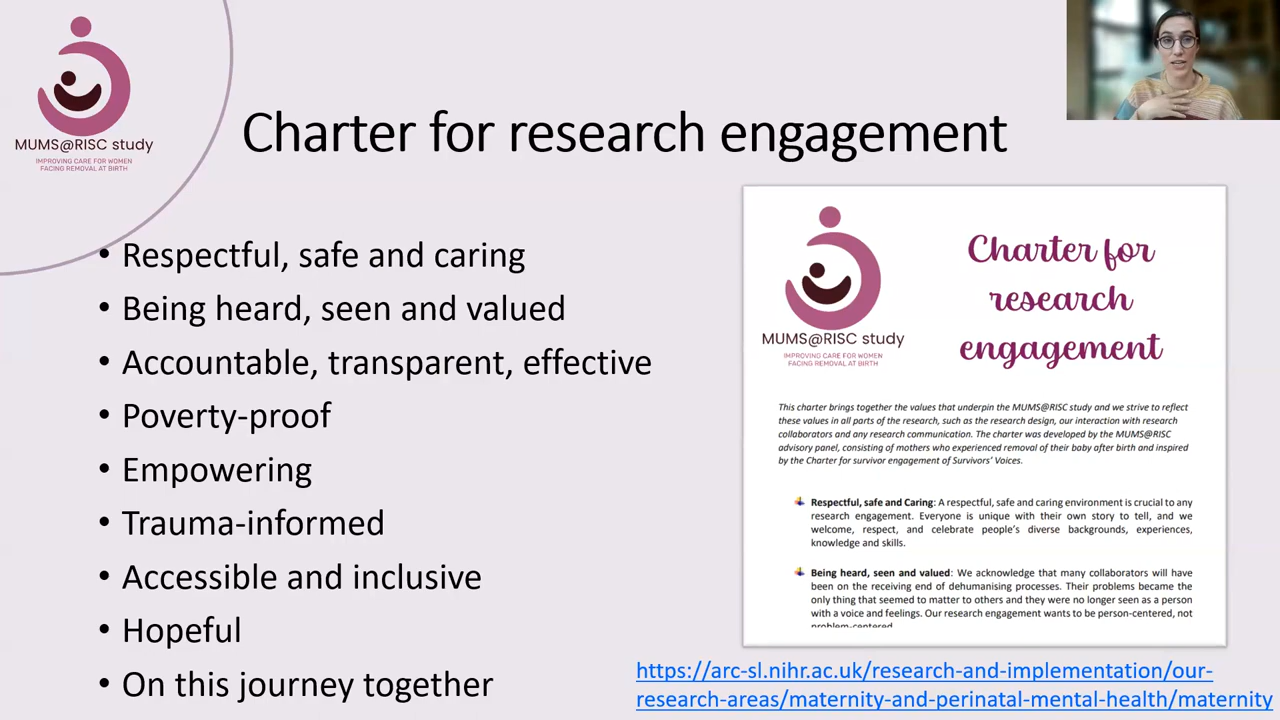 MUMS@RISC study
IMPROVING CARE FOR WOMEN
FACING REMOVAL AT BIRTH
Charter for research engagement
• Respectful, safe and caring
• Being heard, seen and valued
• Accountable, transparent, effective
• Poverty-proof
• Empowering
• Trauma-informed
• Accessible and inclusive
• Hopeful
• On this journey together
MUMS@RISC study
IMPROVING CARE FOR WOMEN
FACING REMOVAL AT BIRTH
Charter for
research
engagement
This charter brings together the values that underpin the MUMS@RISC study and we strive to reflect
these values in all parts of the research, such as the research design, our interaction with research
collaborators and any research communication. The charter was developed by the MUMS@RISC
advisory panel, consisting of mothers who experienced removal of their baby after birth and inspired
by the Charter for survivor engagement of Survivors' Voices.
Respectful, safe and Caring: A respectful, safe and caring environment is crucial to any
research engagement. Everyone is unique with their own story to tell, and we
welcome, respect, and celebrate people's diverse backgrounds, experiences,
knowledge and skills.
Being heard, seen and valued: We acknowledge that many collaborators will have
been on the receiving end of dehumanising processes. Their problems became the
only thing that seemed to matter to others and they were no longer seen as a person
with a voice and feelings. Our research engagement wants to be person-centered, not
problem-centered.
https://arc-sl.nihr.ac.uk/research-and-implementation/our-
research-areas/maternity-and-perinatal-mental-health/maternity